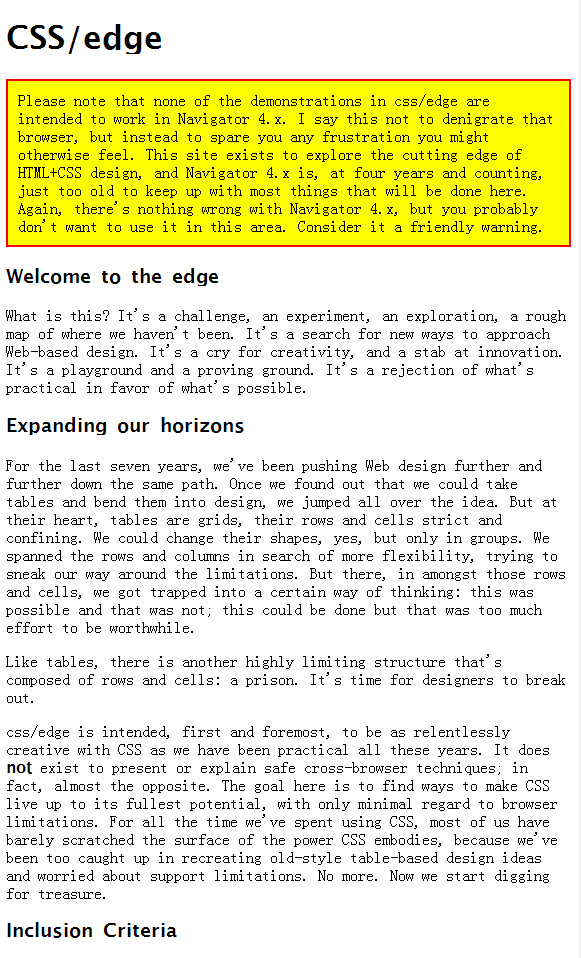 CSS/edge
Please note that none of the demonstrations in css/edge are
intended to work in Navigator 4.x. I say this not to denigrate that
browser, but instead to spare you any frustration you might
otherwise feel. This site exists to explore the cutting edge of
HTML+CSS design, and Navigator 4.x is, at four years and counting,
just too old to keep up with most things that will be done here.
Again, there's nothing wrong with Navigator 4.x, but you probably
don't want to use it in this area. Consider it a friendly warning.
Welcome to the edge
What is this? It's a challenge, an experiment, an exploration, a rough
map of where we haven't been. It's a search for new ways to approach
Web-based design. It's a cry for creativity, and a stab at innovation.
It's a playground and a proving ground. It's a rejection of what's
practical in favor of what's possible.
Expanding our horizons
For the last seven years, we've been pushing Web design further and
further down the same path. Once we found out that we could take
tables and bend them into design, we jumped all over the idea. But at
their heart, tables are grids, their rows and cells strict and
confining. We could change their shapes, yes, but only in groups. We
spanned the rows and columns in search of more flexibility, trying to
sneak our way around the limitations. But there, in amongst those rows
and cells, we got trapped into a certain way of thinking: this was
possible and that was not; this could be done but that was too much
effort to be worthwhile.
Like tables, there is another highly limiting structure that's
composed of rows and cells: a prison. It's time for designers to break
out.
css/edge is intended, first and foremost, to be as relentlessly
creative with CSS as we have been practical all these years. It does
not exist to present or explain safe cross-browser techniques; in
fact, almost the opposite. The goal here is to find ways to make CSS
live up to its fullest potential, with only minimal regard to browser
limitations. For all the time we've spent using CSS, most of us have
barely scratched the surface of the power CSS embodies, because we've
been too caught up in recreating old-style table-based design ideas
and worried about support limitations. No more. Now we start digging
for treasure.
Inclusion Criteria